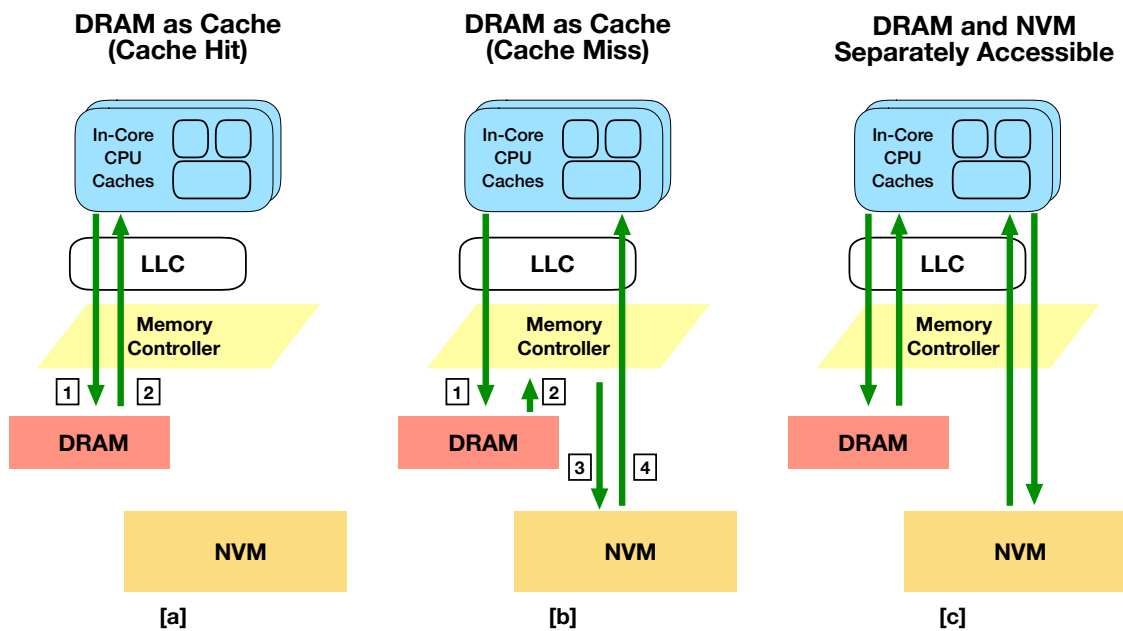 DRAM as Cache
(Cache Hit)
In-Core
CPU
Caches
LLC
Memory
Controller
1
2
DRAM
NVM
[a]
DRAM as Cache
(Cache Miss)
In-Core
CPU
Caches
LLC
Memory
Controller
1
2
DRAM
3
4
NVM
[b]
DRAM and NVM
Separately Accessible
In-Core
CPU
Caches
LLC
Memory
Controller
DRAM
NVM
[c]